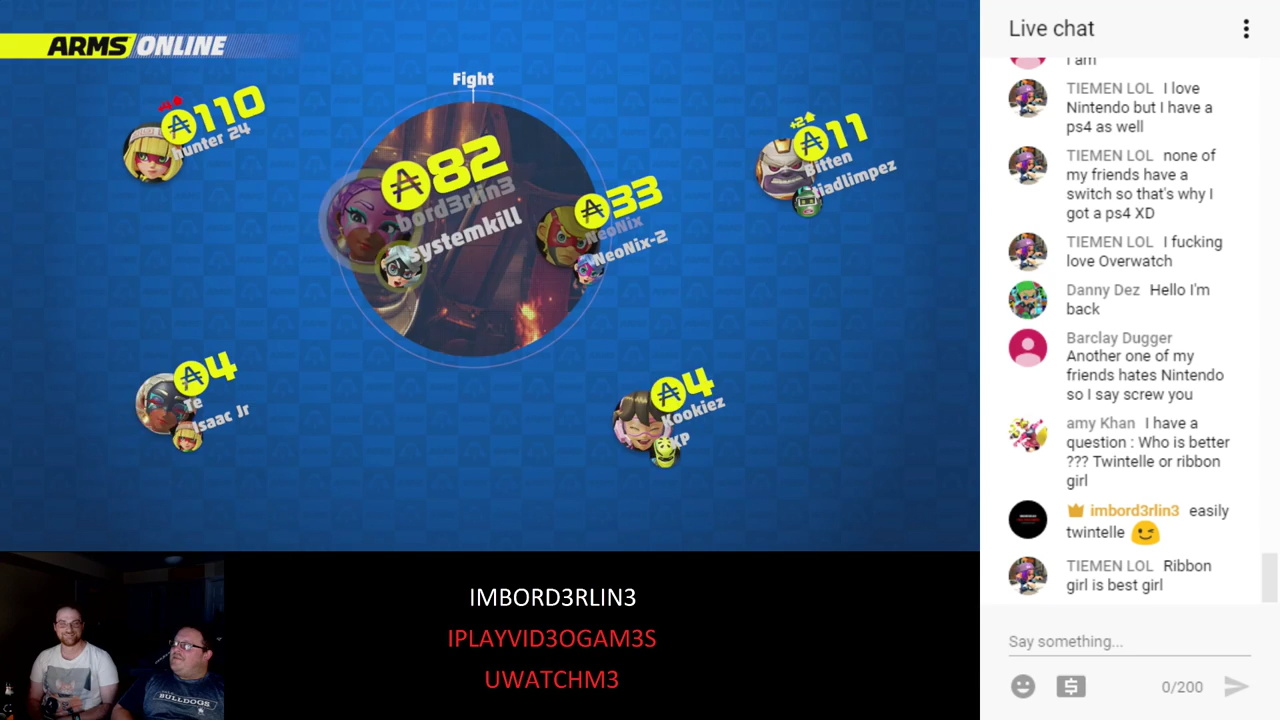 ARMS ONLINE
Fight
110
hunter 24
82
bord3rlin3
systemkill
33
NeoNix
NeoNix-2
+2
11
Bitten
tiadlimpez
4
Te
Isaac Jr
4
Kookiez
XP
IMBORD3RLIN3
IPLAYVID3OGAM3S
UWATCHM3
BULLDOGS
Live chat
I am
TIEMEN LOL I love
Nintendo but I have a
ps4 as well
TIEMEN LOL none of
my friends have a
switch so that's why I
got a ps4 XD
TIEMEN LOL I fucking
love Overwatch
Danny Dez Hello I'm
back
Barclay Dugger
Another one of my
friends hates Nintendo
so I say screw you
amy Khan I have a
question : Who is better
??? Twintelle or ribbon
girl
imbord3rlin3 easily
twintelle
TIEMEN LOL Ribbon
girl is best girl
Say something...
0/200